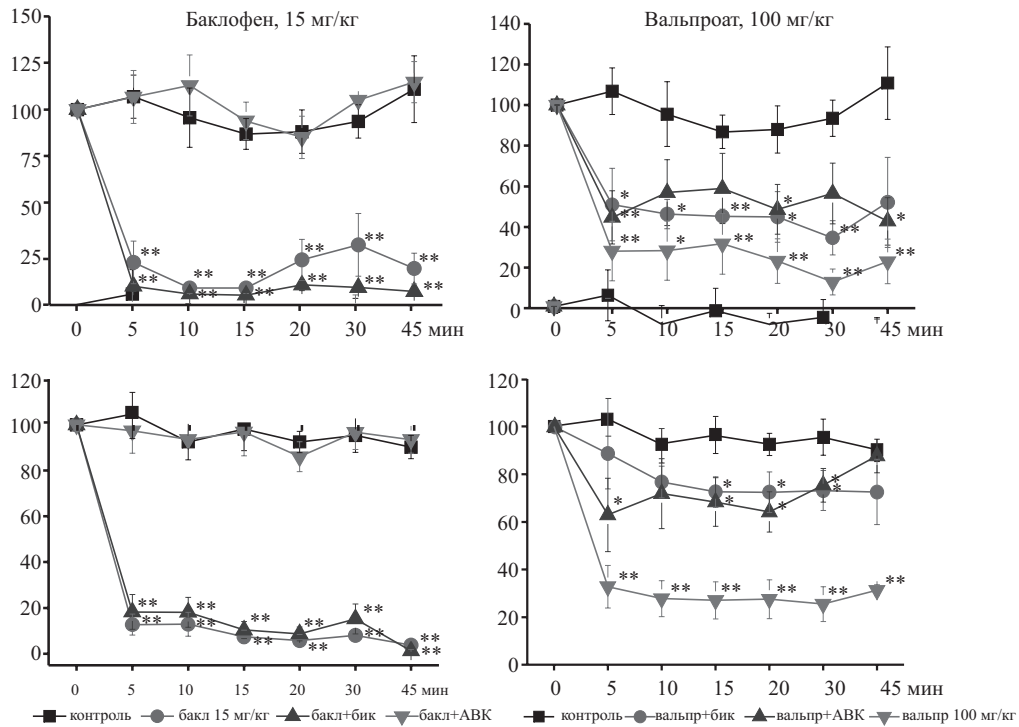 Баклофен, 15 мг/кг
150
125
100
75
50
25
0
** ** ** ** ** **
** ** ** ** ** **
0 5 10 15 20 30 45 мин
Вальпроат, 100 мг/кг
120
100
80
60
40
20
0
* * ** * ** *
** *
** * ** ** ** **
0 5 10 15 20 30 45 мин
120
100
80
60
40
20
0
** ** ** ** ** **
** ** ** ** ** **
0 5 10 15 20 30 45 мин
контроль бакл 15 мг/кг бакл+бик бакл+АВК
120
100
80
60
40
20
0
* * * *
* * *
** ** ** ** ** **
0 5 10 15 20 30 45 мин
контроль вальпр+бик вальпр+АВК вальпр 100 мг/кг